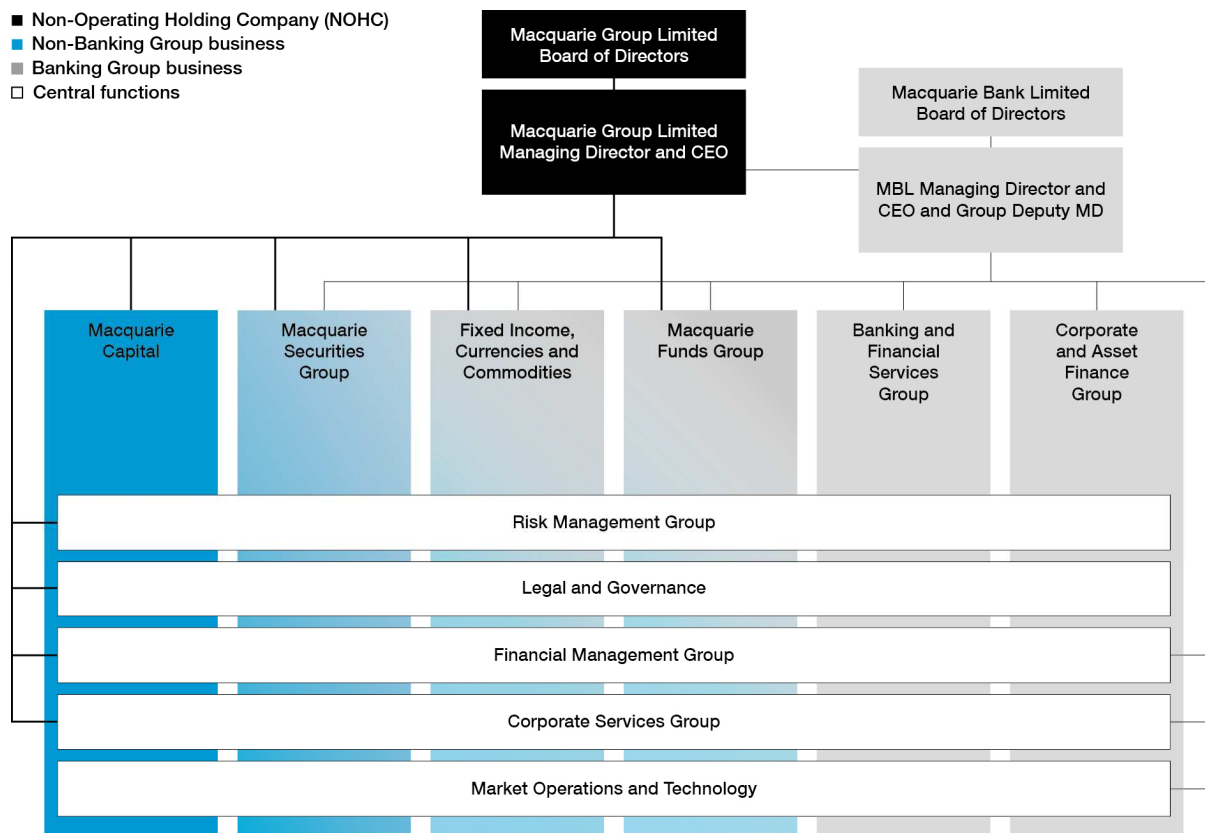 Non-Operating Holding Company (NOHC)
Non-Banking Group business
Banking Group business
Central functions
Macquarie Group Limited
Board of Directors
Macquarie Group Limited
Managing Director and CEO
Macquarie Bank Limited
Board of Directors
MBL Managing Director and
CEO and Group Deputy MD
Macquarie
Capital
Macquarie
Securities
Group
Fixed Income,
Currencies and
Commodities
Macquarie
Funds Group
Banking and
Financial
Services
Group
Corporate
and Asset
Finance
Group
Risk Management Group
Legal and Governance
Financial Management Group
Corporate Services Group
Market Operations and Technology